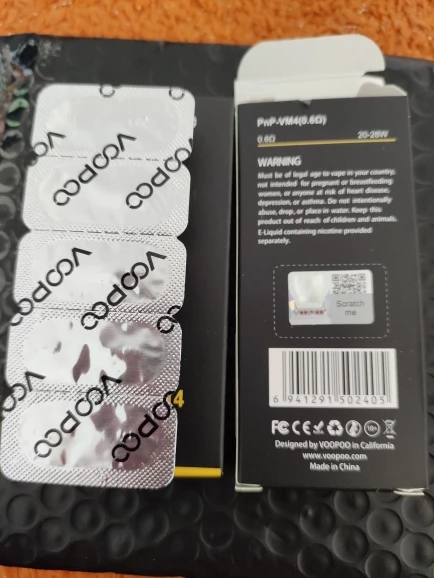 VOOPOO
VOOPOO
VOOPOO
VOOPOO
VOOPOO
4
PnP-VM4(0.6Ω)
0.6Ω 20-28W
WARNING
Must be of legal age to vape in your country,
not intended for pregnant or breastfeeding
women, or anyone at risk of heart disease,
depression, or asthma. Do not intentionally
abuse, drop, or place in water. Keep this
product out of reach of children and animals.
E-Liquid containing nicotine provided
separately.
Scratch
me
6 941291 502405
FC CE 18+
Designed by VOOPOO in California
www.voopoo.com
Made in China